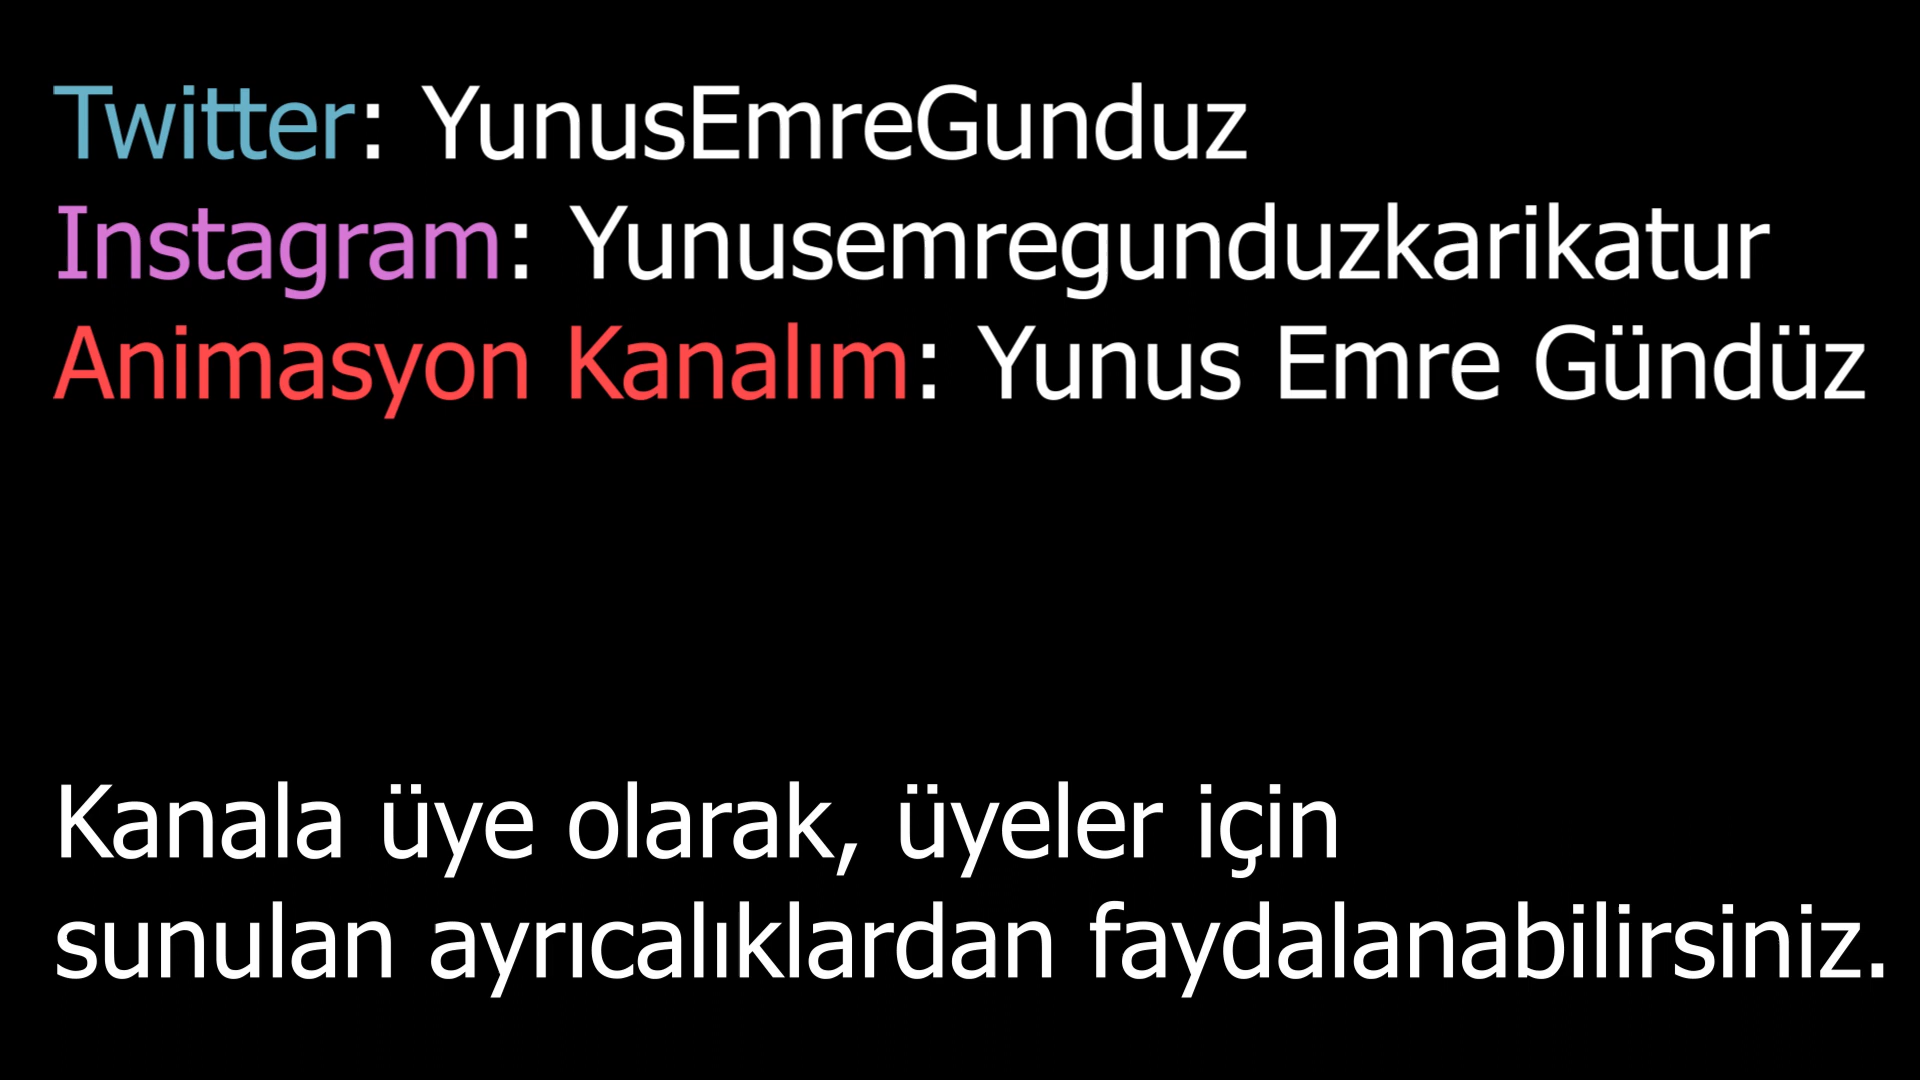 Twitter: YunusEmreGunduz
Instagram: Yunusemregunduzkarikatur
Animasyon Kanalım: Yunus Emre Gündüz
Kanala üye olarak, üyeler için
sunulan ayrıcalıklardan faydalanabilirsiniz.